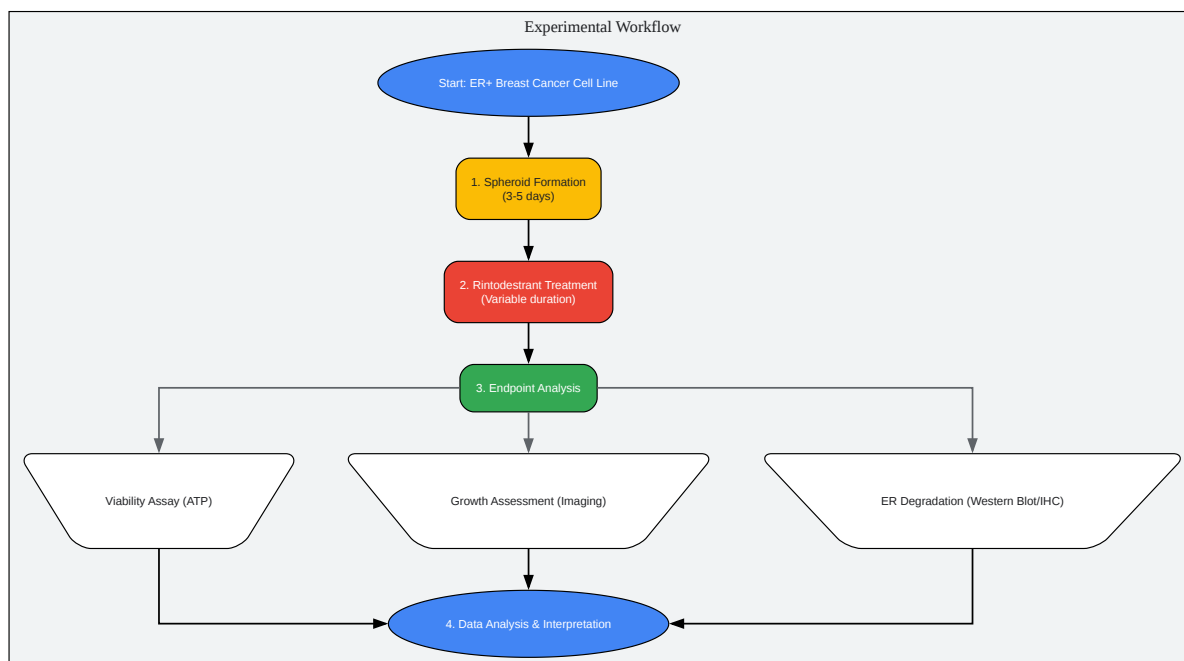 Experimental Workflow
Start: ER+ Breast Cancer Cell Line
1. Spheroid Formation
(3-5 days)
2. Rintodestrant Treatment
(Variable duration)
3. Endpoint Analysis
Viability Assay (ATP)
Growth Assessment (Imaging)
ER Degradation (Western Blot/IHC)
4. Data Analysis & Interpretation